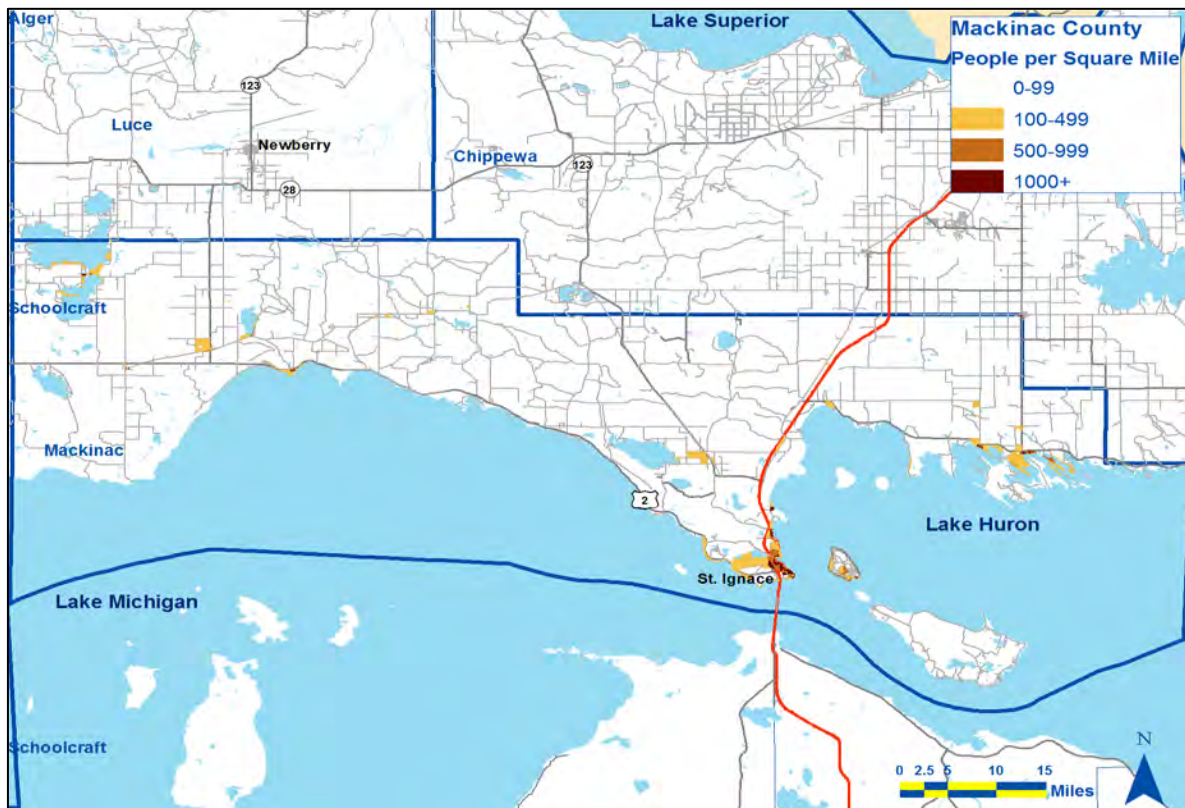 Alger
Lake Superior
Mackinac County
People per Square Mile
0-99
100-499
500-999
1000+
123
Luce
Newberry
Chippewa
123
28
Schoolcraft
Mackinac
2
Lake Huron
St. Ignace
Lake Michigan
Schoolcraft
N
0 2.5 5 10 15
Miles